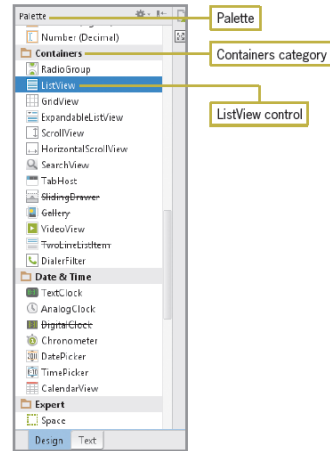 Palette
Number (Decimal)
Containers
RadioGroup
ListView
GridView
ExpandableListView
ScrollView
HorizontalScrollView
SearchView
TabHost
SlidingDrawer
Gallery
VideoView
TwoLineListItem
DialerFilter
Date & Time
TextClock
AnalogClock
DigitalClock
Chronometer
DatePicker
TimePicker
CalendarView
Expert
Space
Design Text
Palette
Containers category
ListView control